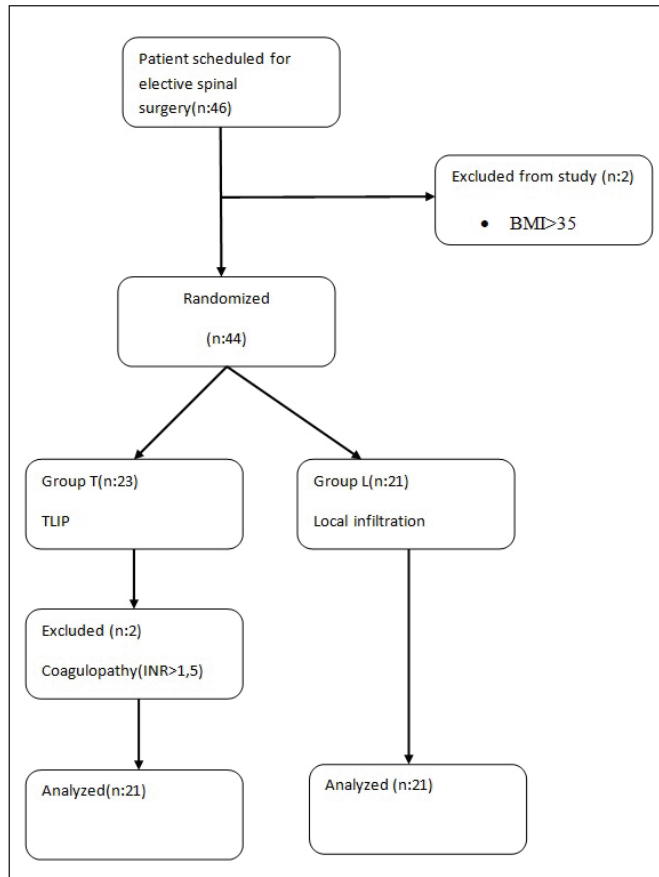 Patient scheduled for
elective spinal
surgery(n:46)
Excluded from study (n:2)
• BMI>35
Randomized
(n:44)
Group T(n:23)
TLIP
Group L(n:21)
Local infiltration
Excluded (n:2)
Coagulopathy(INR>1,5)
Analyzed(n:21)
Analyzed (n:21)